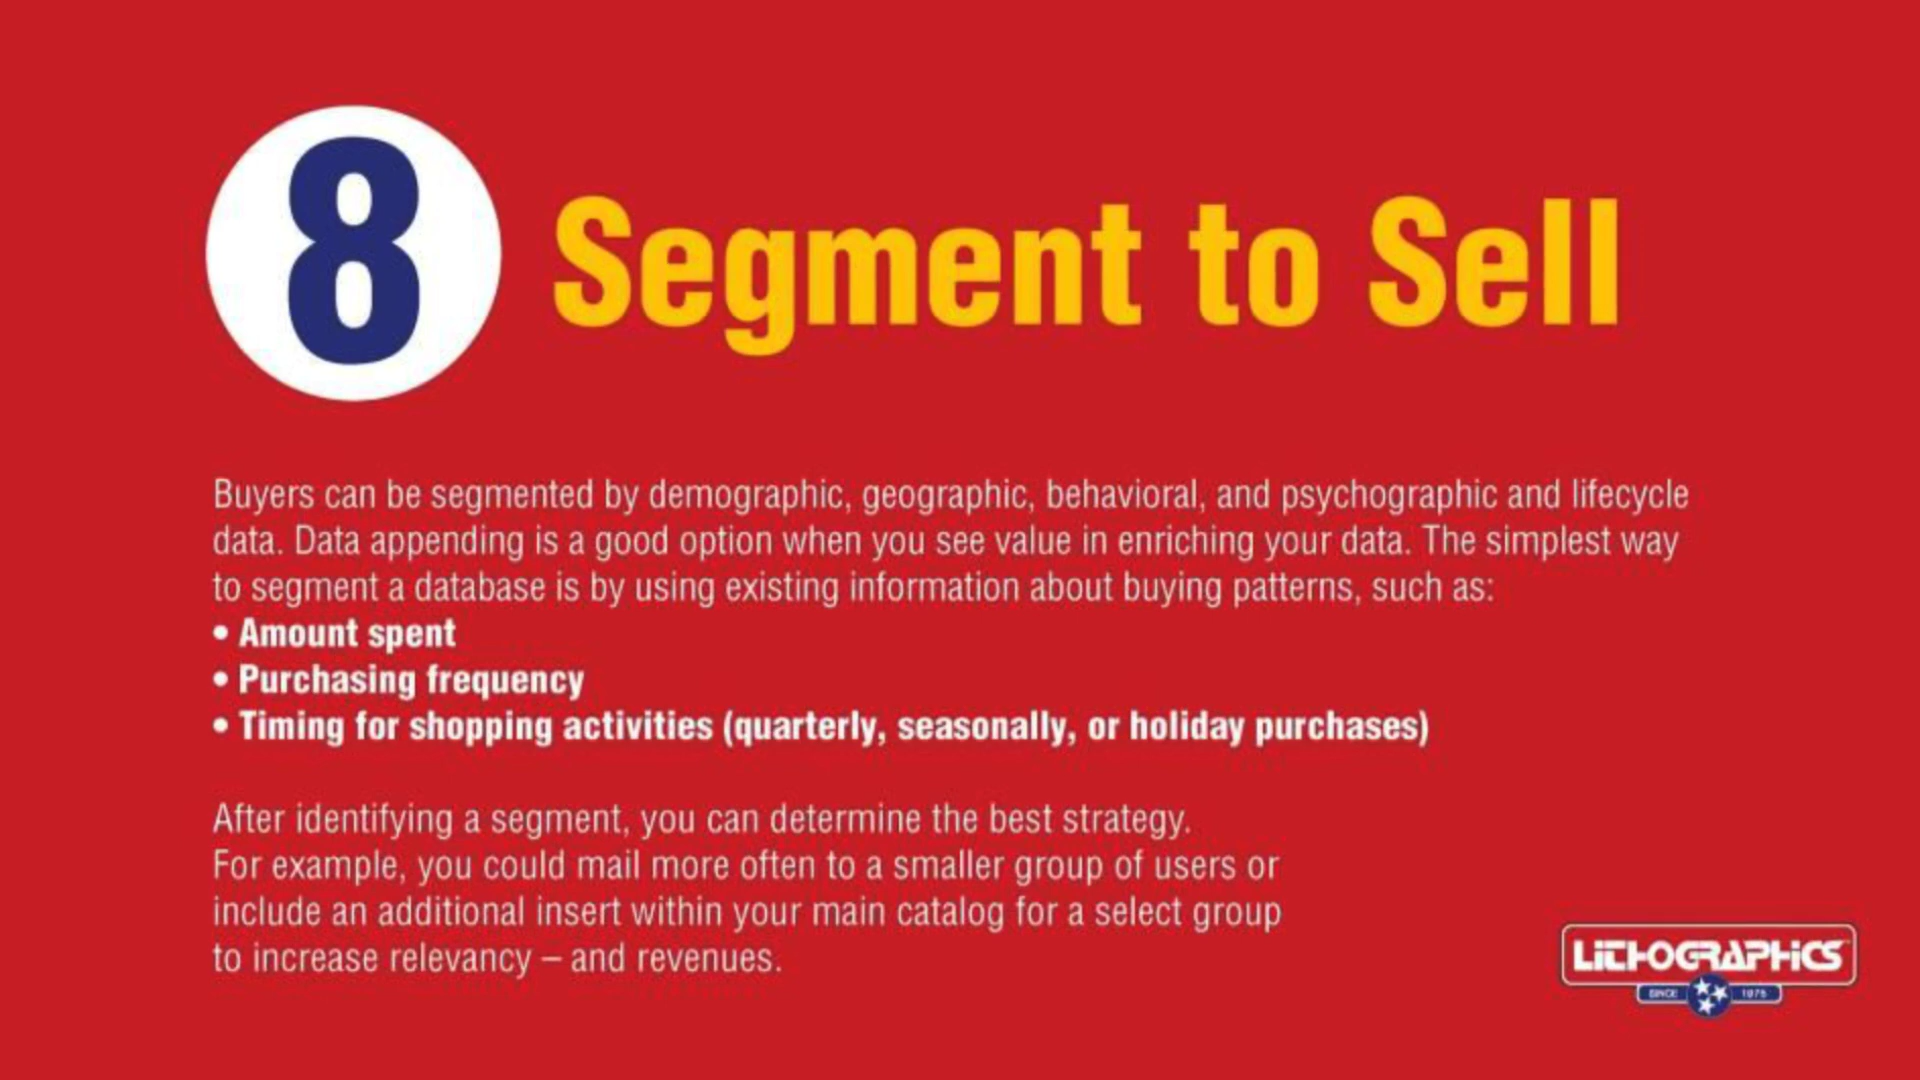 8 Segment to Sell
Buyers can be segmented by demographic, geographic, behavioral, and psychographic and lifecycle
data. Data appending is a good option when you see value in enriching your data. The simplest way
to segment a database is by using existing information about buying patterns, such as:
• Amount spent
• Purchasing frequency
• Timing for shopping activities (quarterly, seasonally, or holiday purchases)
After identifying a segment, you can determine the best strategy.
For example, you could mail more often to a smaller group of users or
include an additional insert within your main catalog for a select group
to increase relevancy – and revenues.
LITHOGRAPHICS
SINCE 1975